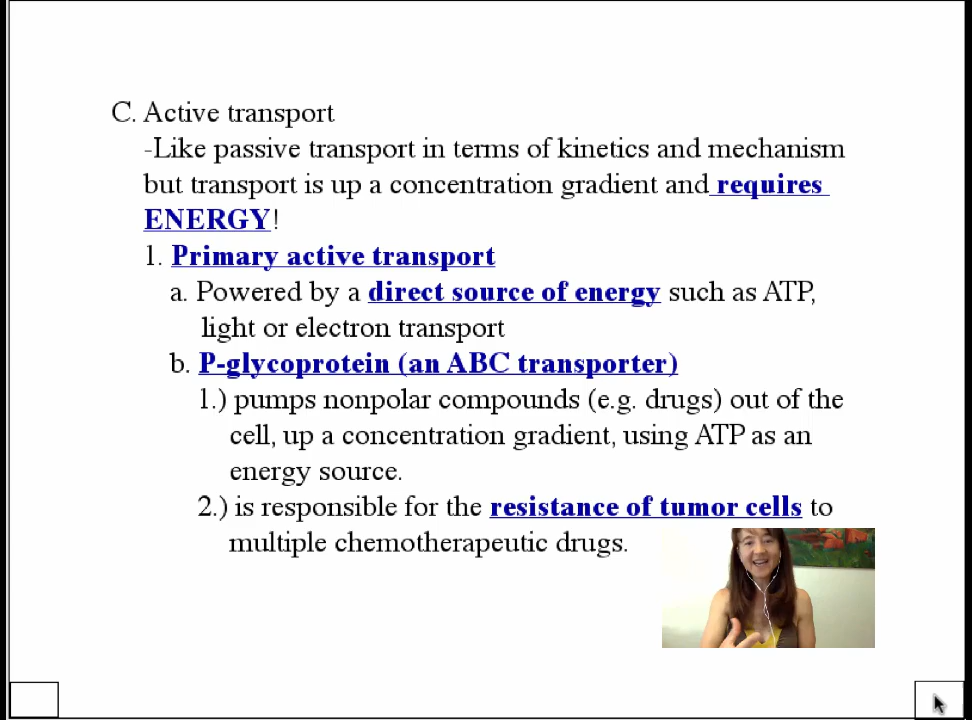 C. Active transport
-Like passive transport in terms of kinetics and mechanism
but transport is up a concentration gradient and requires
ENERGY!
1. Primary active transport
a. Powered by a direct source of energy such as ATP,
light or electron transport
b. P-glycoprotein (an ABC transporter)
1.) pumps nonpolar compounds (e.g. drugs) out of the
cell, up a concentration gradient, using ATP as an
energy source.
2.) is responsible for the resistance of tumor cells to
multiple chemotherapeutic drugs.